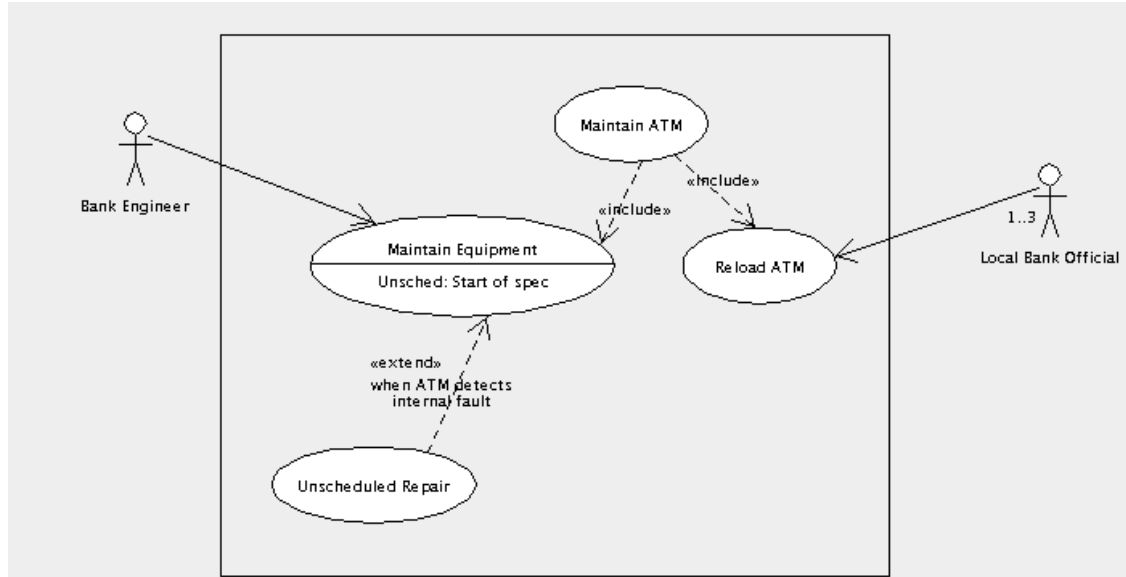 Maintain ATM
Bank Engineer
«include»
«include»
1..3
Maintain Equipment
Local Bank Official
Reload ATM
Unsched: Start of spec
«extend»
when ATM detects
internal fault
Unscheduled Repair